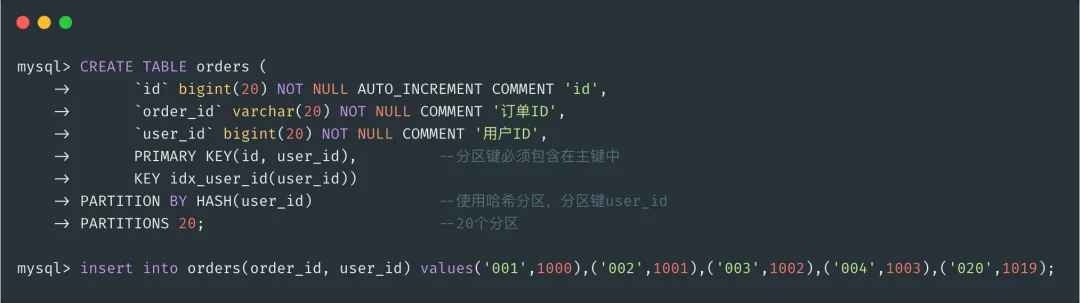 mysql> CREATE TABLE orders (
    ->     `id` bigint(20) NOT NULL AUTO_INCREMENT COMMENT 'id',
    ->     `order_id` varchar(20) NOT NULL COMMENT '订单ID',
    ->     `user_id` bigint(20) NOT NULL COMMENT '用户ID',
    ->     PRIMARY KEY(id, user_id),        --分区键必须包含在主键中
    ->     KEY idx_user_id(user_id))
    -> PARTITION BY HASH(user_id)           --使用哈希分区，分区键user_id
    -> PARTITIONS 20;                       --20个分区
mysql> insert into orders(order_id, user_id) values('001',1000),('002',1001),('003',1002),('004',1003),('020',1019);